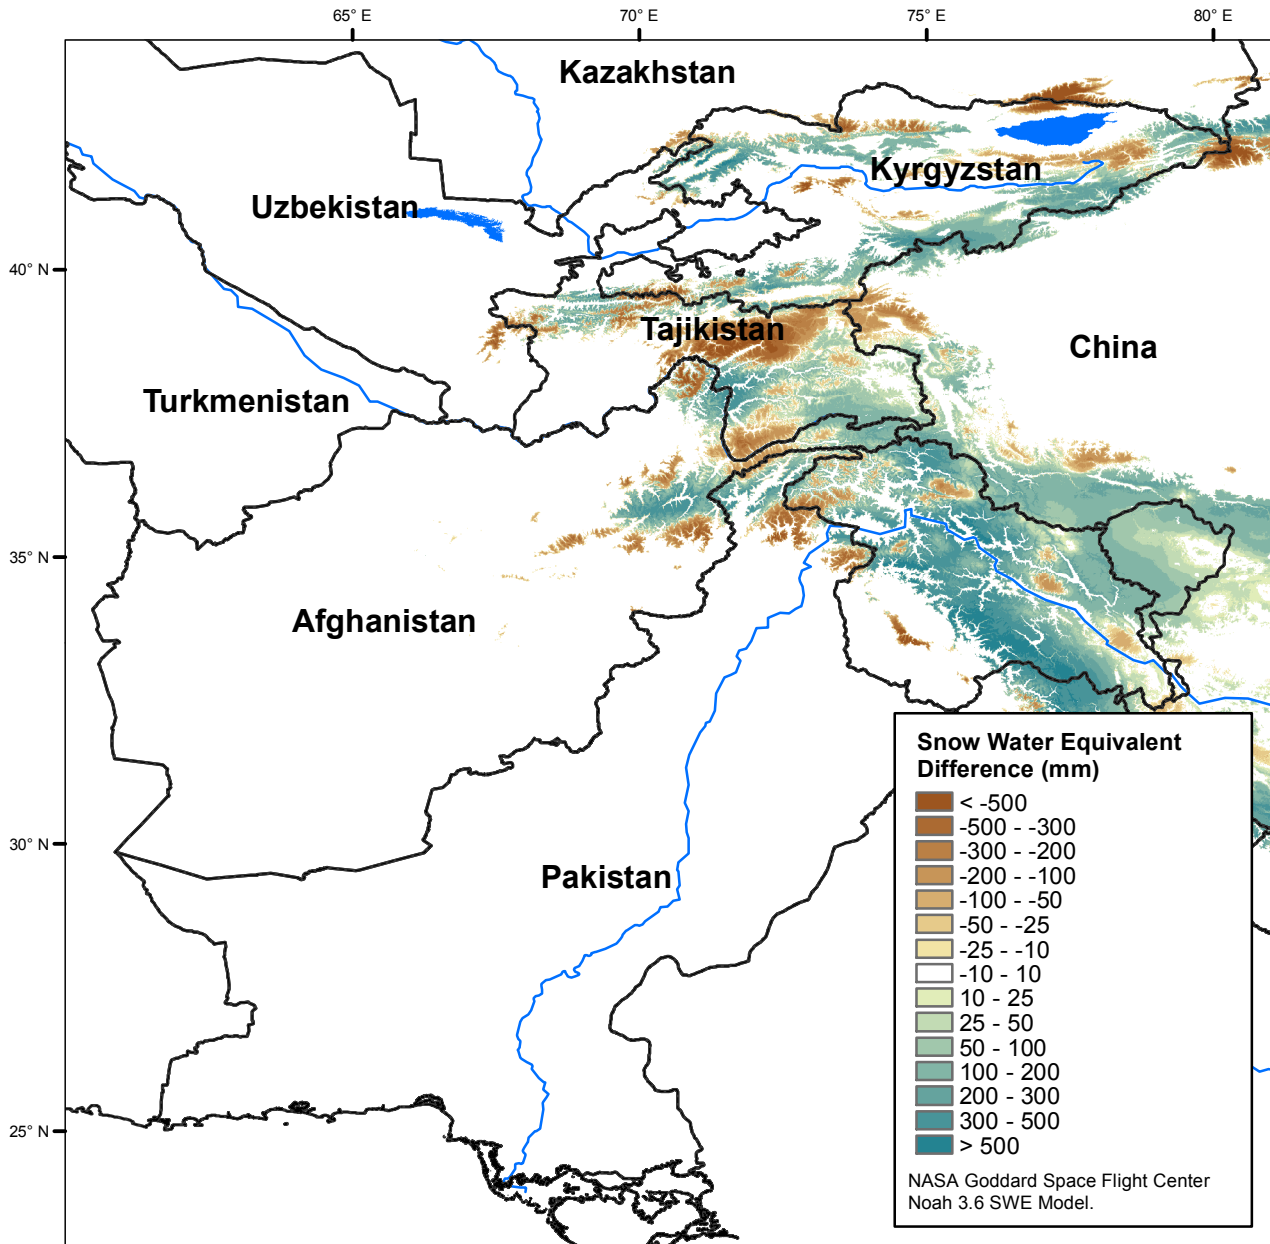 65° E
70° E
75° E
80° E
Kazakhstan
Kyrgyzstan
Uzbekistan
40° N
Tajikistan
China
Turkmenistan
35° N
Afghanistan
30° N
Pakistan
25° N
Snow Water Equivalent
Difference (mm)
< -500
-500 - -300
-300 - -200
-200 - -100
-100 - -50
-50 - -25
-25 - -10
-10 - 10
10 - 25
25 - 50
50 - 100
100 - 200
200 - 300
300 - 500
> 500
NASA Goddard Space Flight Center
Noah 3.6 SWE Model.